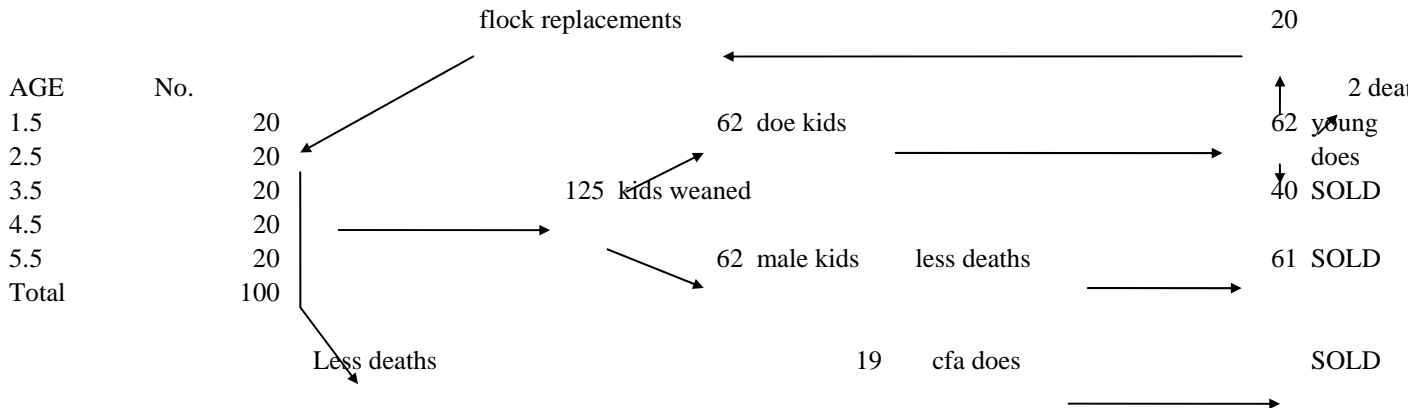 flock replacements 20
AGE No. 2
1.5 20 62 doe kids 62 young
2.5 20 does
3.5 20 125 kids weaned 40 SOLD
4.5 20
5.5 20 62 male kids less deaths 61 SOLD
Total 100
Less deaths 19 cfa does SOLD